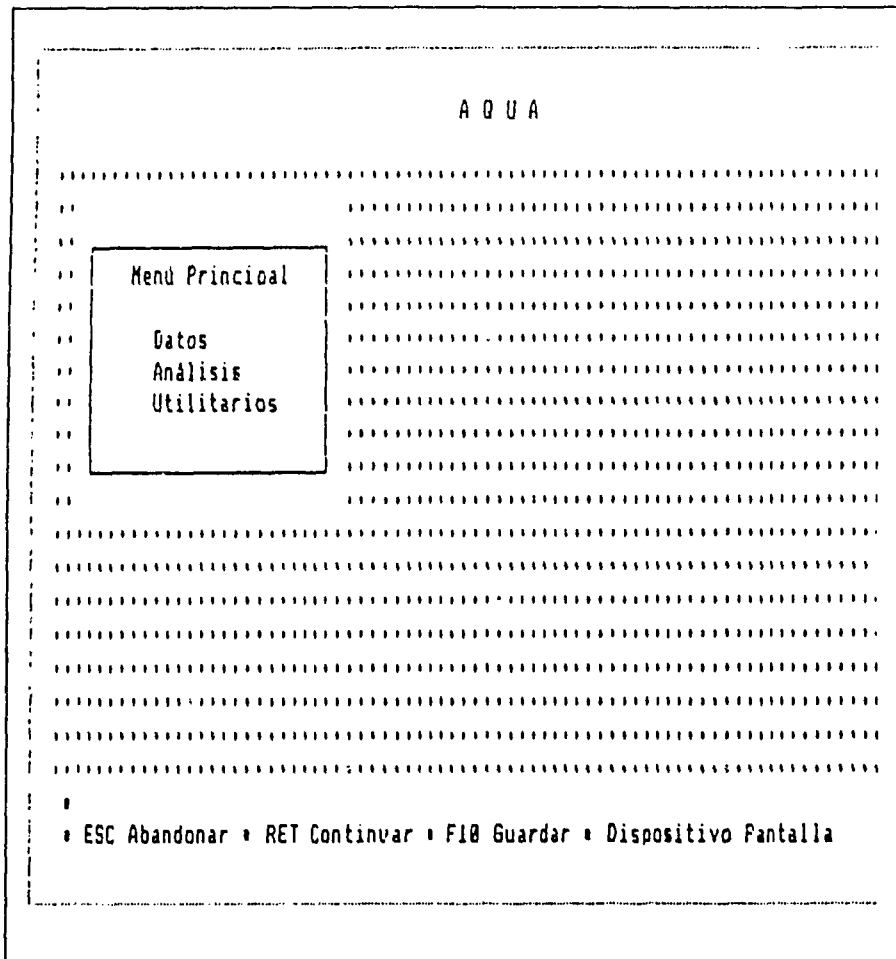 A Q U A
Menú Principal
Datos
Análisis
Utilitarios
* ESC Abandonar * RET Continuar * F10 Guardar * Dispositivo Pantalla